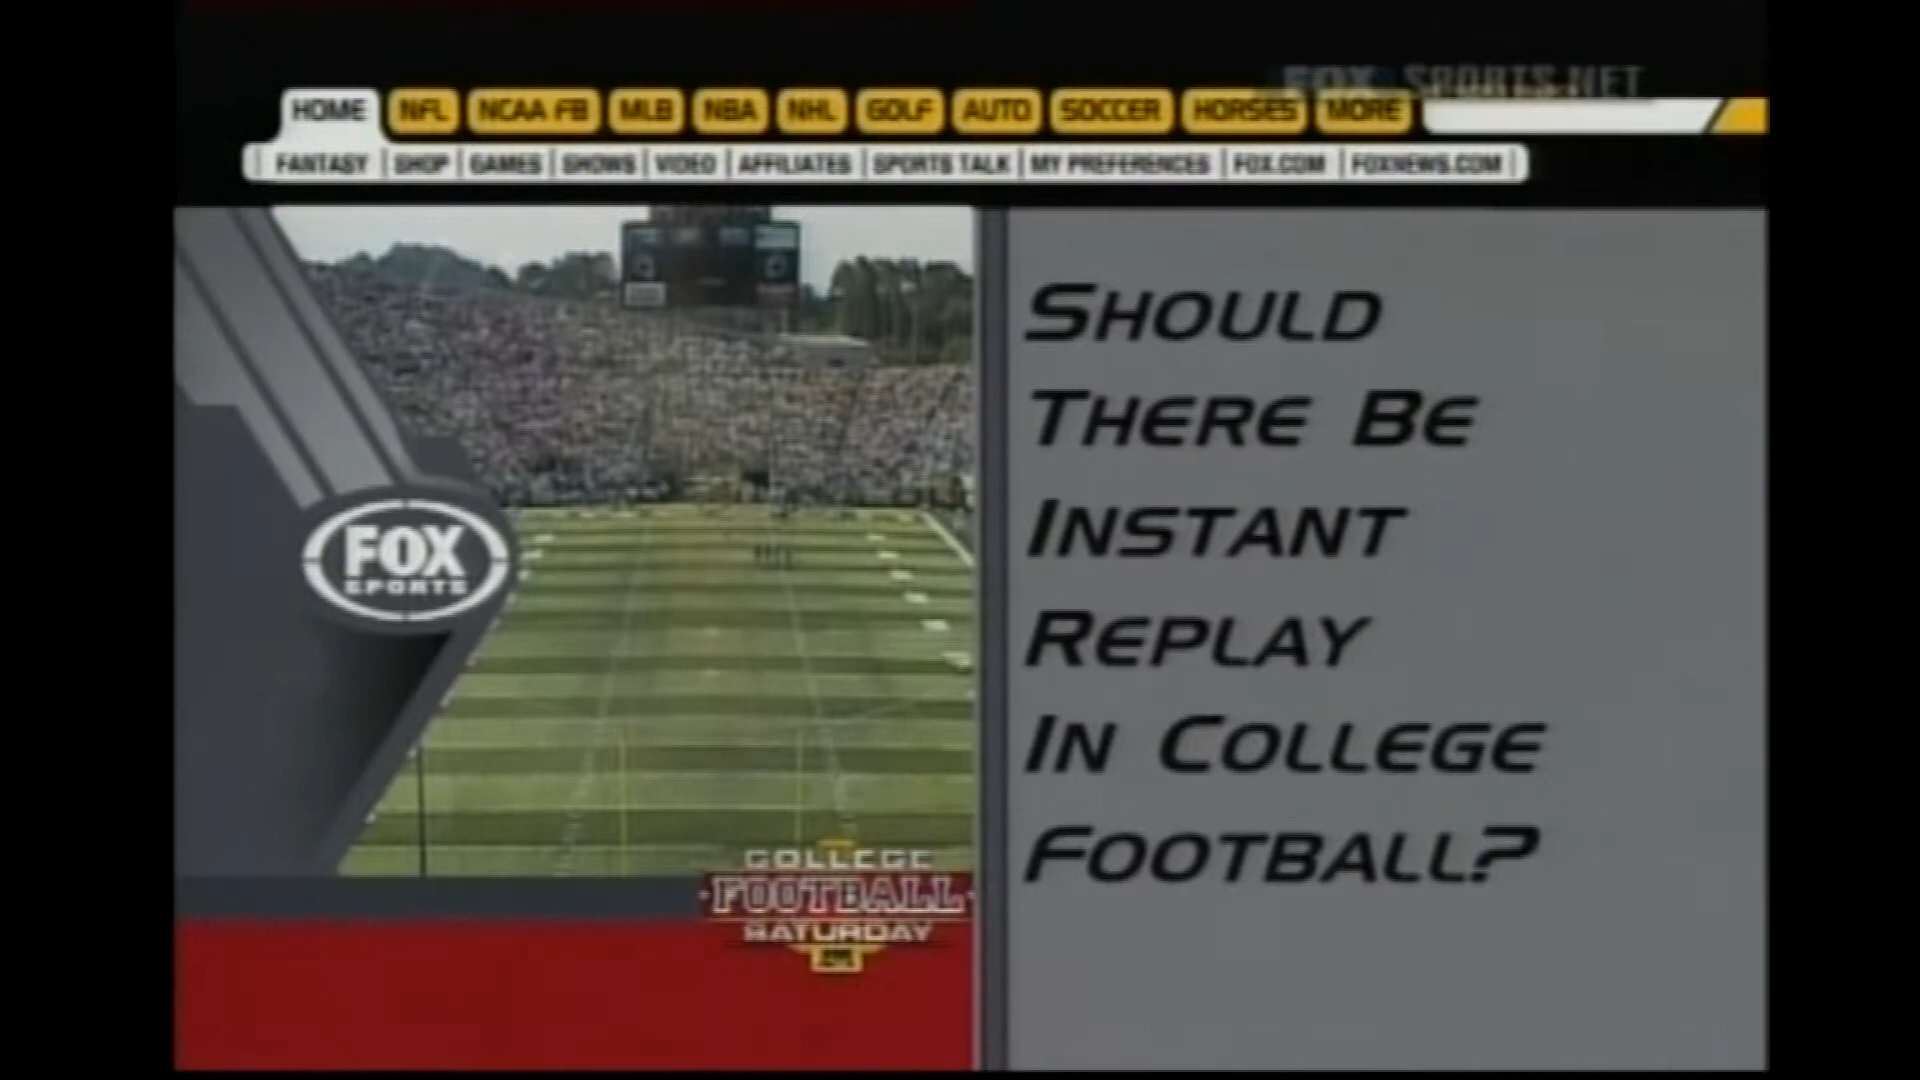 FOX SPORTS NET
HOME NFL NCAA FB MLB NBA NHL GOLF AUTO SOCCER HORSES MORE
FANTASY SHOP GAMES SHOWS VIDEO AFFILIATES SPORTS TALK MY PREFERENCES FOX.COM FOXNEWS.COM
SHOULD
THERE BE
INSTANT
REPLAY
IN COLLEGE
FOOTBALL?
FOX
SPORTS
COLLEGE
FOOTBALL
SATURDAY